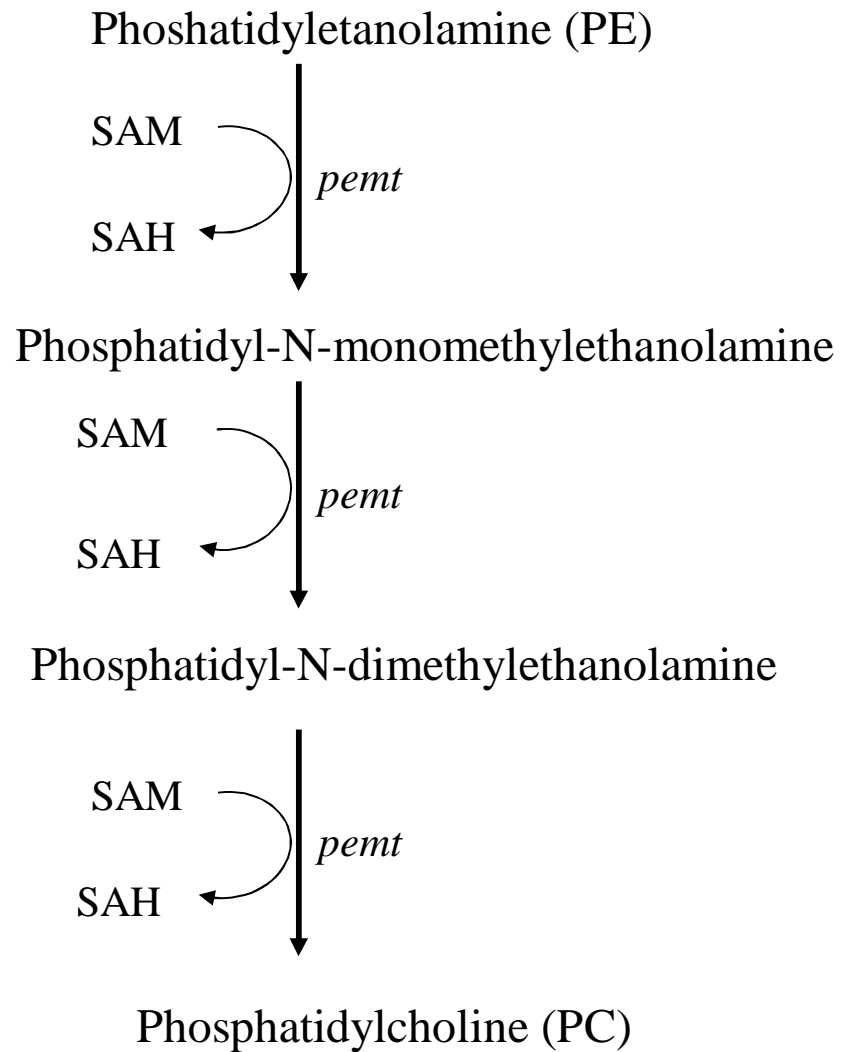 Phoshatidyletanolamine (PE)
SAM
pemt
SAH
Phosphatidyl-N-monomethylethanolamine
SAM
pemt
SAH
Phosphatidyl-N-dimethylethanolamine
SAM
pemt
SAH
Phosphatidylcholine (PC)